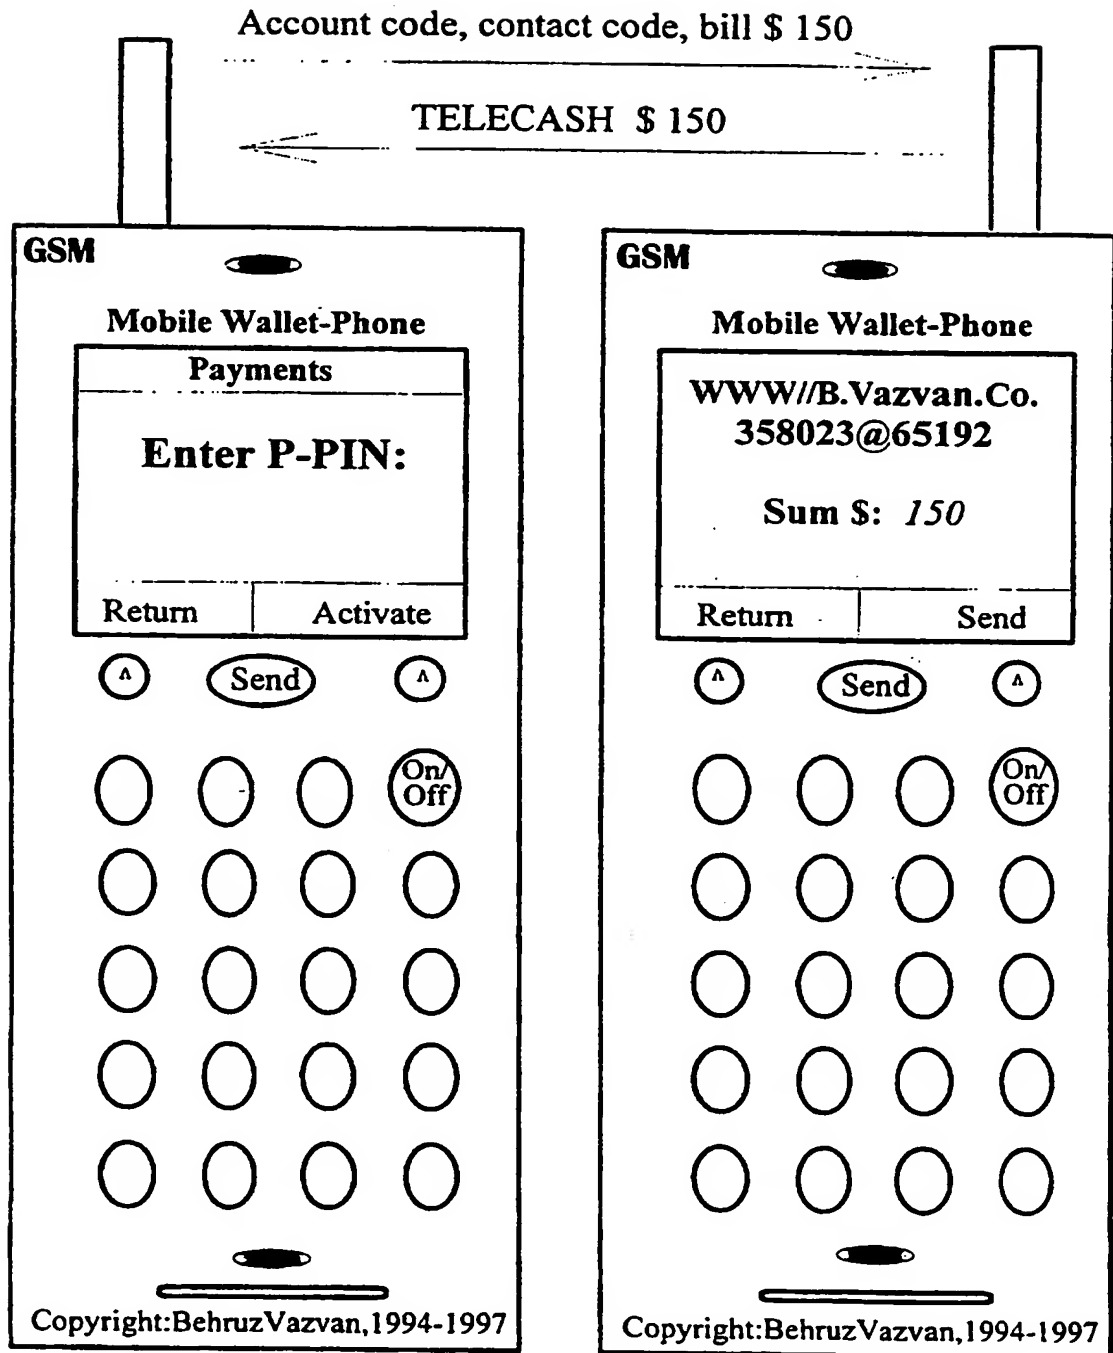 Account code, contact code, bill $ 150
TELECASH $ 150
GSM
Mobile Wallet-Phone
Payments
Enter P-PIN:
Return Activate
^ Send ^
On/
Off
Copyright:BehruzVazvan,1994-1997
GSM
Mobile Wallet-Phone
WWW//B.Vazvan.Co.
358023@65192
Sum $: 150
Return Send
^ Send ^
On/
Off
Copyright:BehruzVazvan,1994-1997